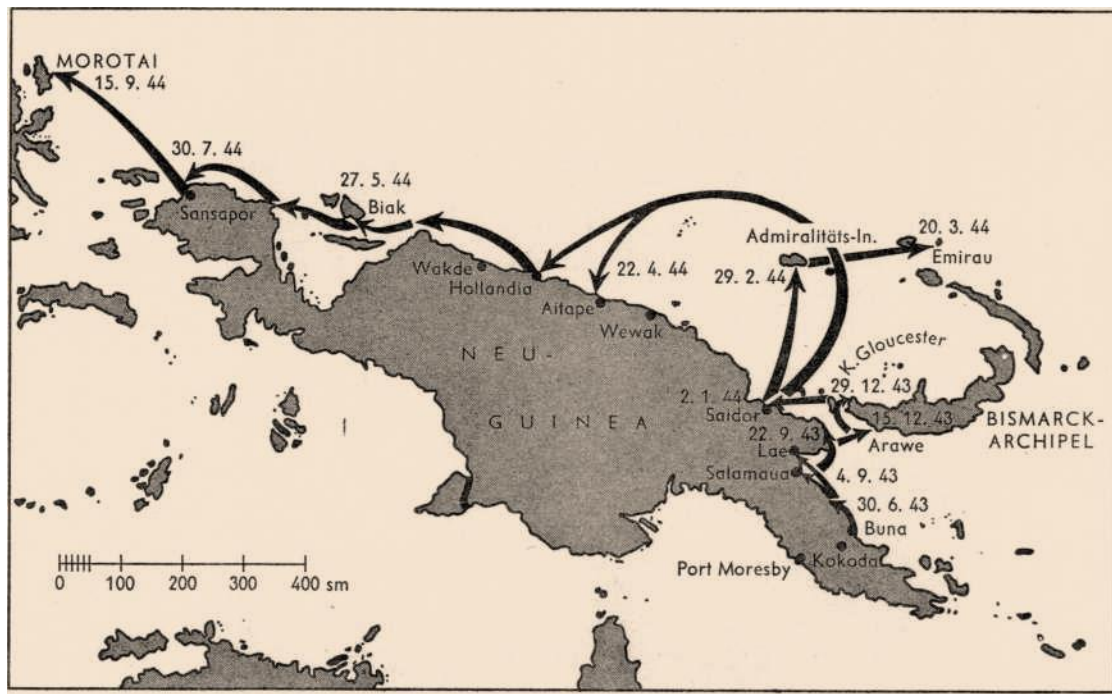 MOROTAI
15. 9. 44
30. 7. 44
Sansapor
27. 5. 44
Biak
Wakde
Hollandia
22. 4. 44
Aitape
Wewak
Admiralitäts-In.
29. 2. 44
20. 3. 44
Emirau
NEU-
GUINEA
K. Gloucester
29. 12. 43
2. 1. 44
Saidor
15. 12. 43
Arawe
BISMARCK-
ARCHIPEL
22. 9. 43
Lae
Salamaua
4. 9. 43
30. 6. 43
Buna
Kokoda
Port Moresby
0 100 200 300 400 sm